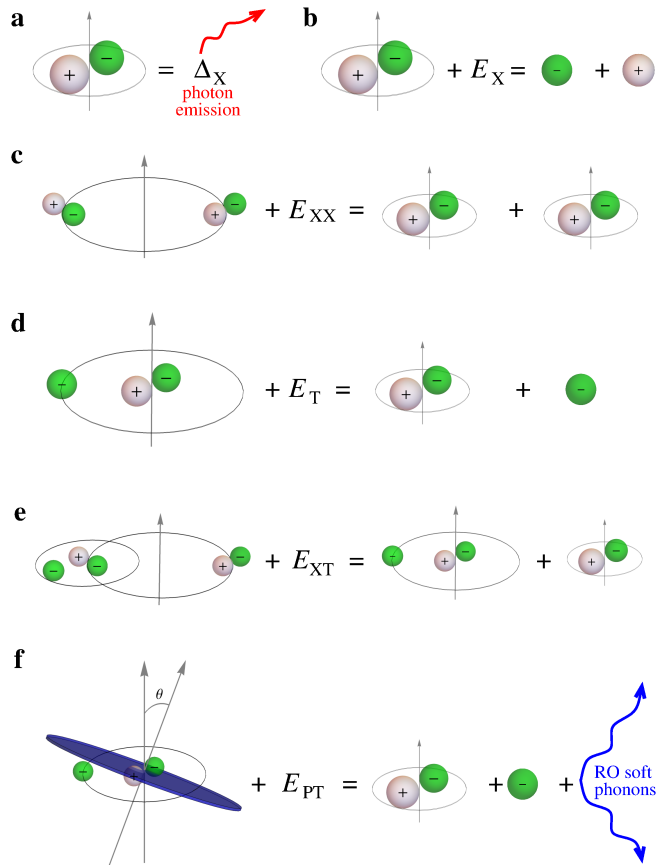 a
+ − = Δ_X
photon
emission
b
+ − + E_X = - + +
c
+ − + − + E_XX = + − + + −
d
− + − + E_T = + − + −
e
− + − + − + E_XT = - + − + + −
f
θ
− + − + E_PT = + − + - +
RO soft
phonons